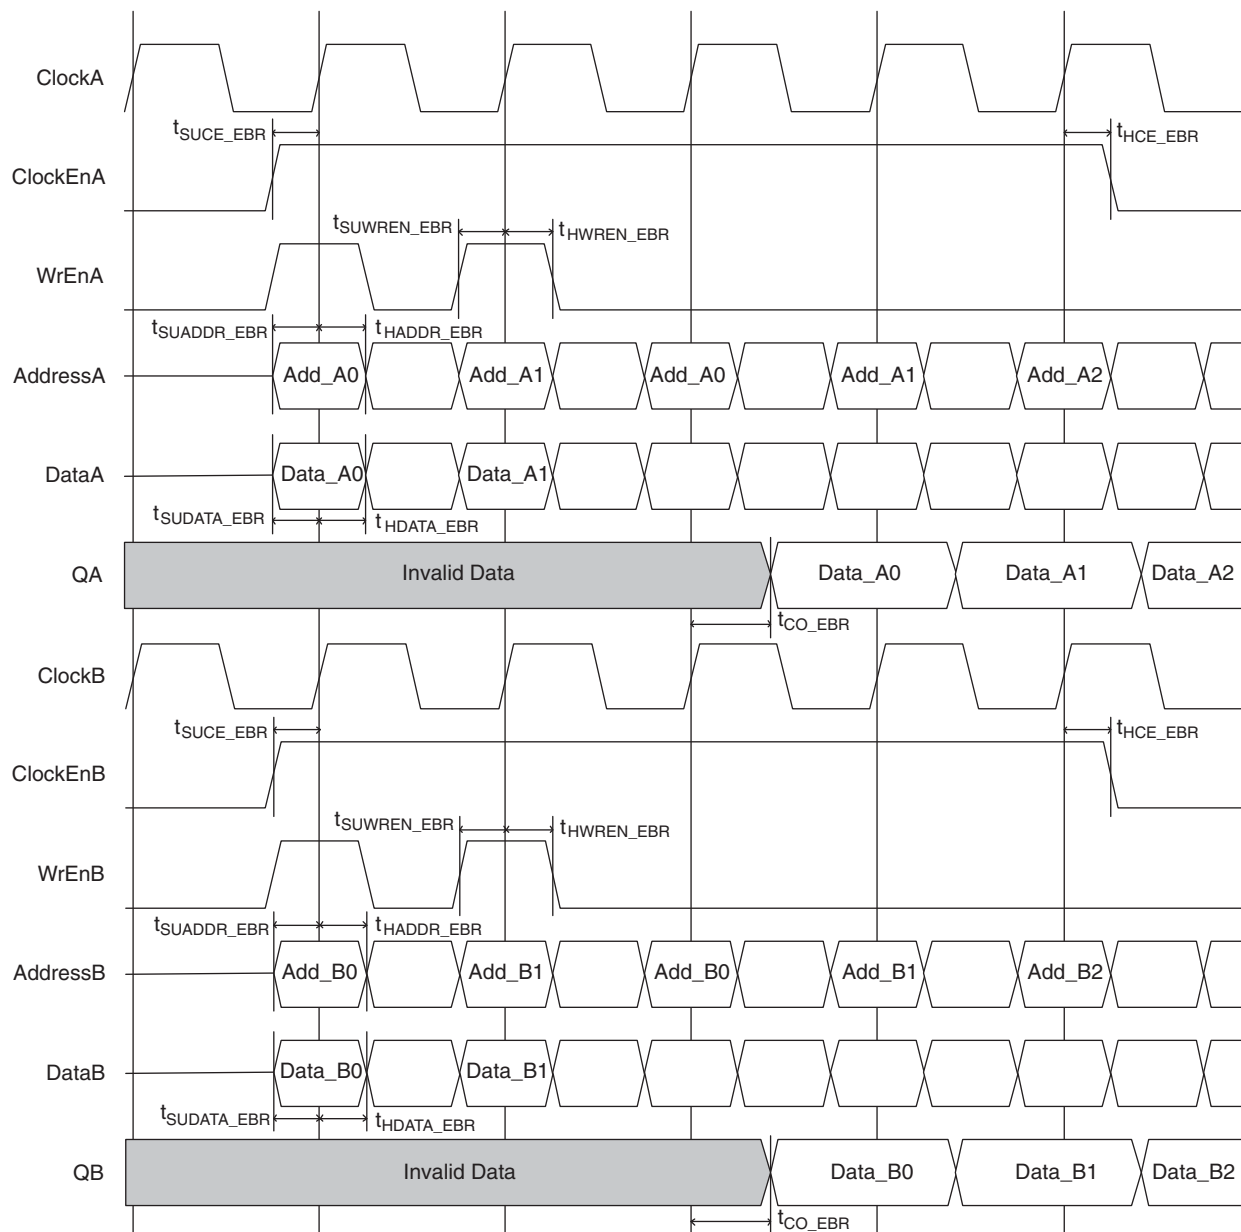 ClockA
tSUCE_EBR tHCE_EBR
ClockEnA
tSUWREN_EBR tHWREN_EBR
WrEnA
tSUADDR_EBR tHADDR_EBR
AddressA Add_A0 Add_A1 Add_A0 Add_A1 Add_A2
DataA Data_A0 Data_A1
tSUDATA_EBR tHDATA_EBR
QA Invalid Data Data_A0 Data_A1 Data_A2
tCO_EBR
ClockB
tSUCE_EBR tHCE_EBR
ClockEnB
tSUWREN_EBR tHWREN_EBR
WrEnB
tSUADDR_EBR tHADDR_EBR
AddressB Add_B0 Add_B1 Add_B0 Add_B1 Add_B2
DataB Data_B0 Data_B1
tSUDATA_EBR tHDATA_EBR
QB Invalid Data Data_B0 Data_B1 Data_B2
tCO_EBR